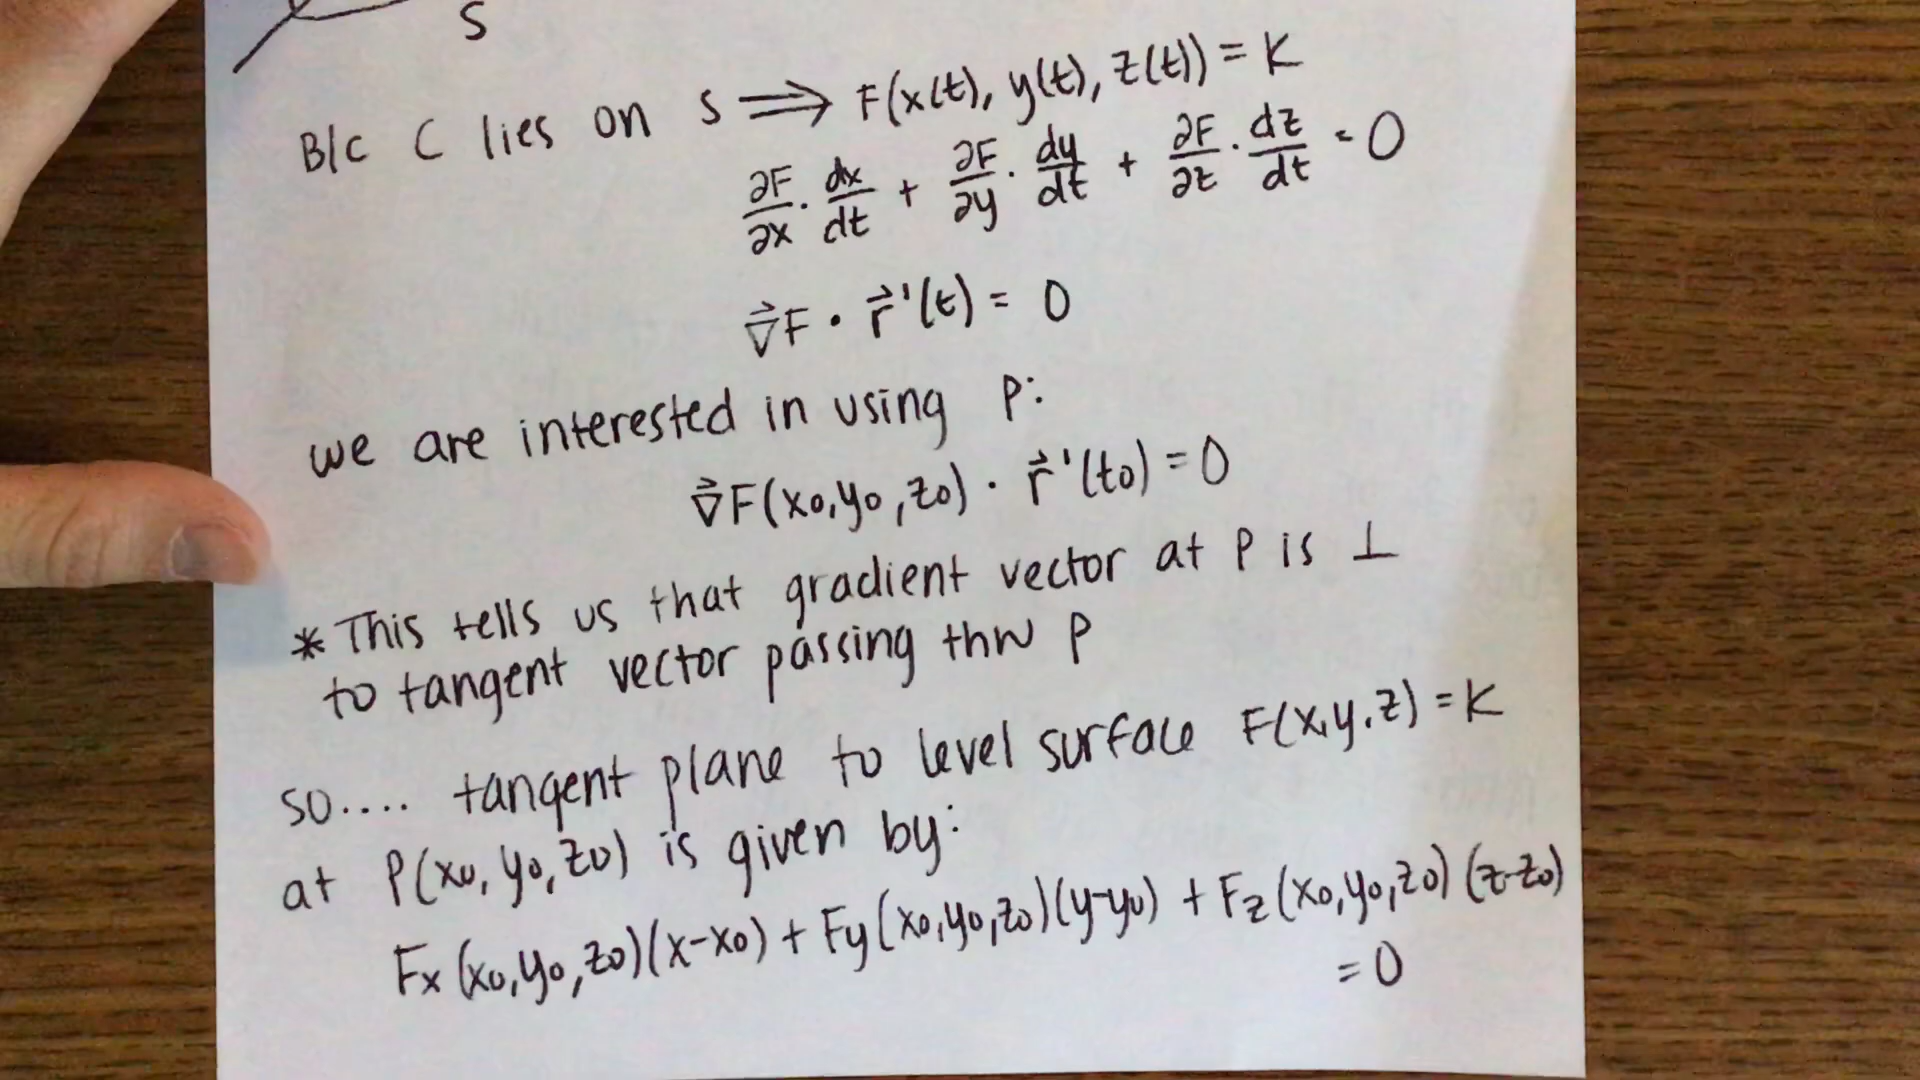 S
B/c C lies on S ⟹ F(x(t), y(t), z(t)) = K
∂F/∂x · dx/dt + ∂F/∂y · dy/dt + ∂F/∂z · dz/dt = 0
∇⃗F • r⃗'(t) = 0
we are interested in using P:
∇⃗F(x₀, y₀, z₀) · r⃗'(t₀) = 0
* This tells us that gradient vector at P is ⊥
to tangent vector passing thru P
so.... tangent plane to level surface F(x,y,z) = K
at P(x₀, y₀, z₀) is given by:
Fx(x₀,y₀,z₀)(x-x₀) + Fy(x₀,y₀,z₀)(y-y₀) + Fz(x₀,y₀,z₀)(z-z₀)
= 0